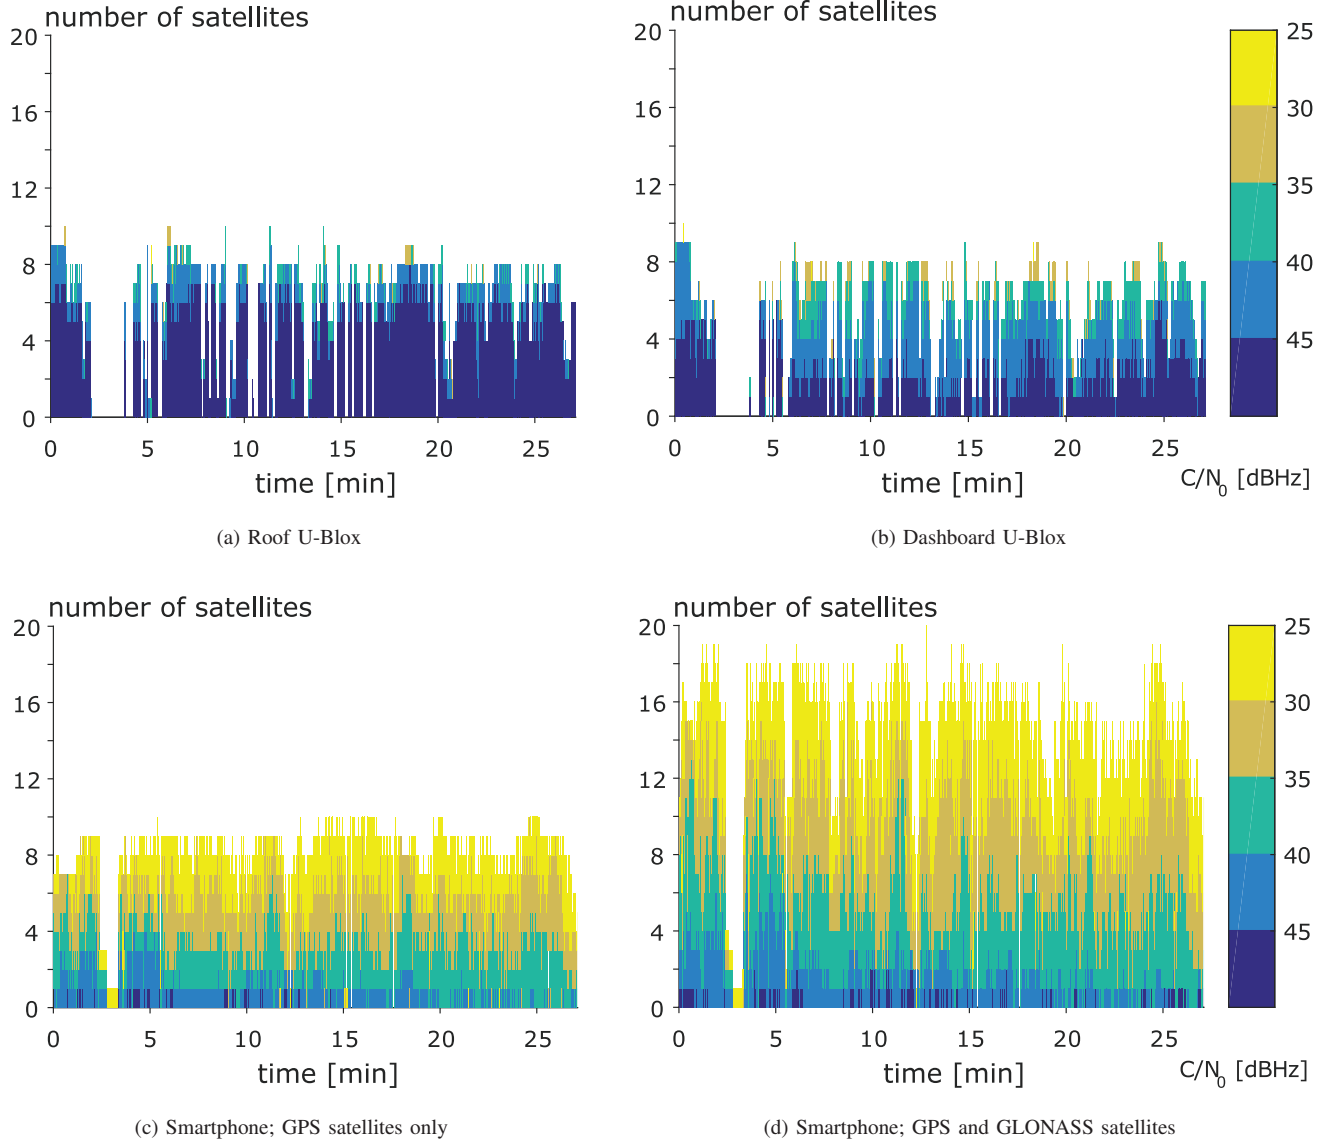 number of satellites
number of satellites
20
16
12
8
4
0
0 5 10 15 20 25
time [min]
20
16
12
8
4
0
0 5 10 15 20 25
time [min]
25
30
35
40
45
C/N0 [dBHz]
(a) Roof U-Blox
(b) Dashboard U-Blox
number of satellites
number of satellites
20
16
12
8
4
0
0 5 10 15 20 25
time [min]
20
16
12
8
4
0
0 5 10 15 20 25
time [min]
25
30
35
40
45
C/N0 [dBHz]
(c) Smartphone; GPS satellites only
(d) Smartphone; GPS and GLONASS satellites